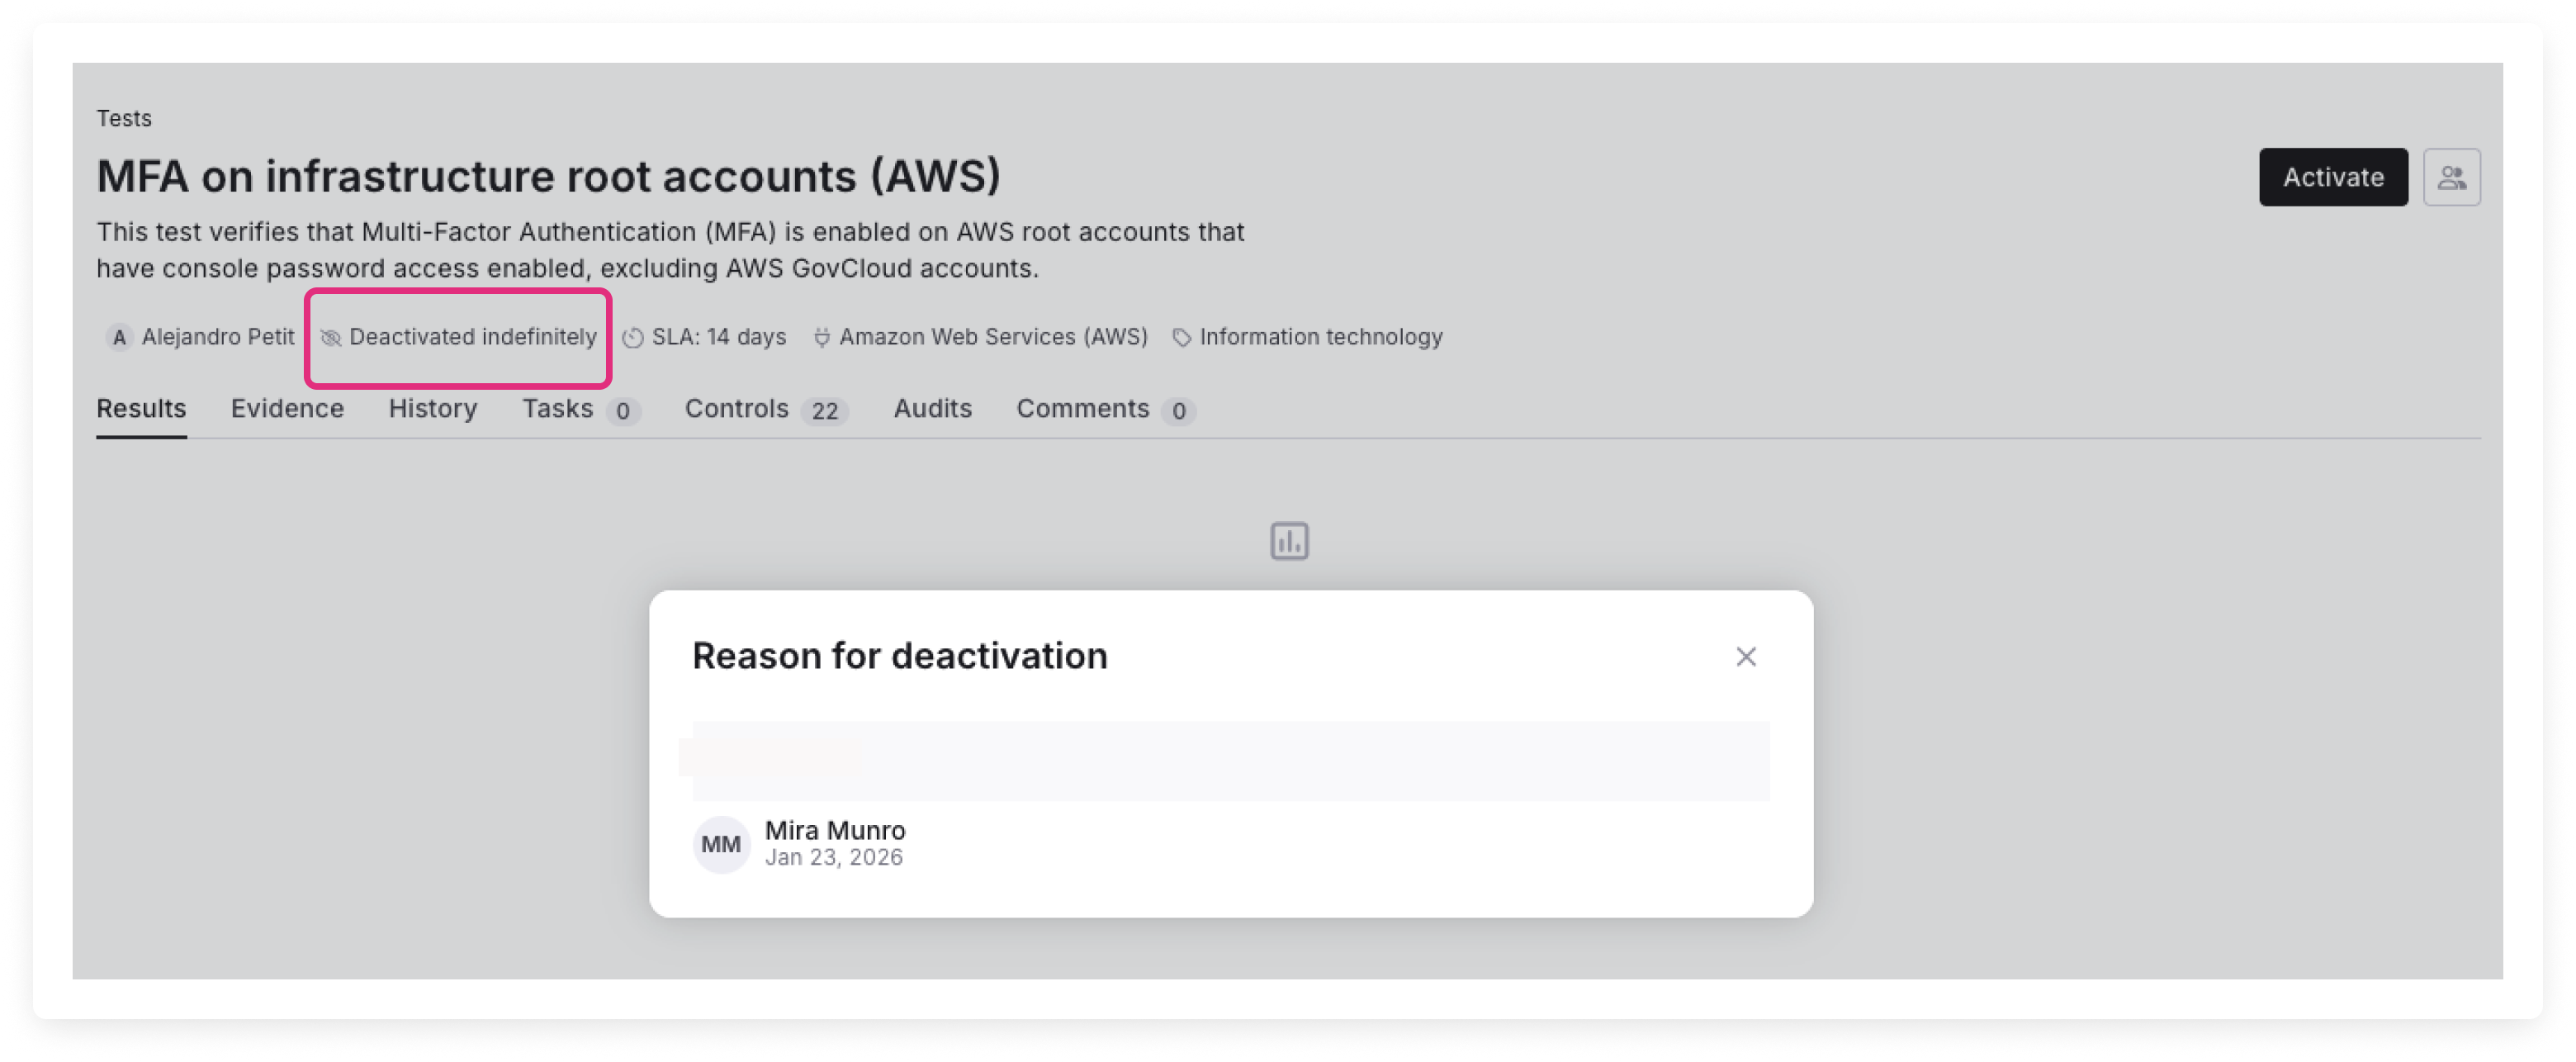 Tests
MFA on infrastructure root accounts (AWS)
Activate
This test verifies that Multi-Factor Authentication (MFA) is enabled on AWS root accounts that
have console password access enabled, excluding AWS GovCloud accounts.
A Alejandro Petit Deactivated indefinitely SLA: 14 days Amazon Web Services (AWS) Information technology
Results Evidence History Tasks 0 Controls 22 Audits Comments 0
Reason for deactivation
MM Mira Munro
Jan 23, 2026